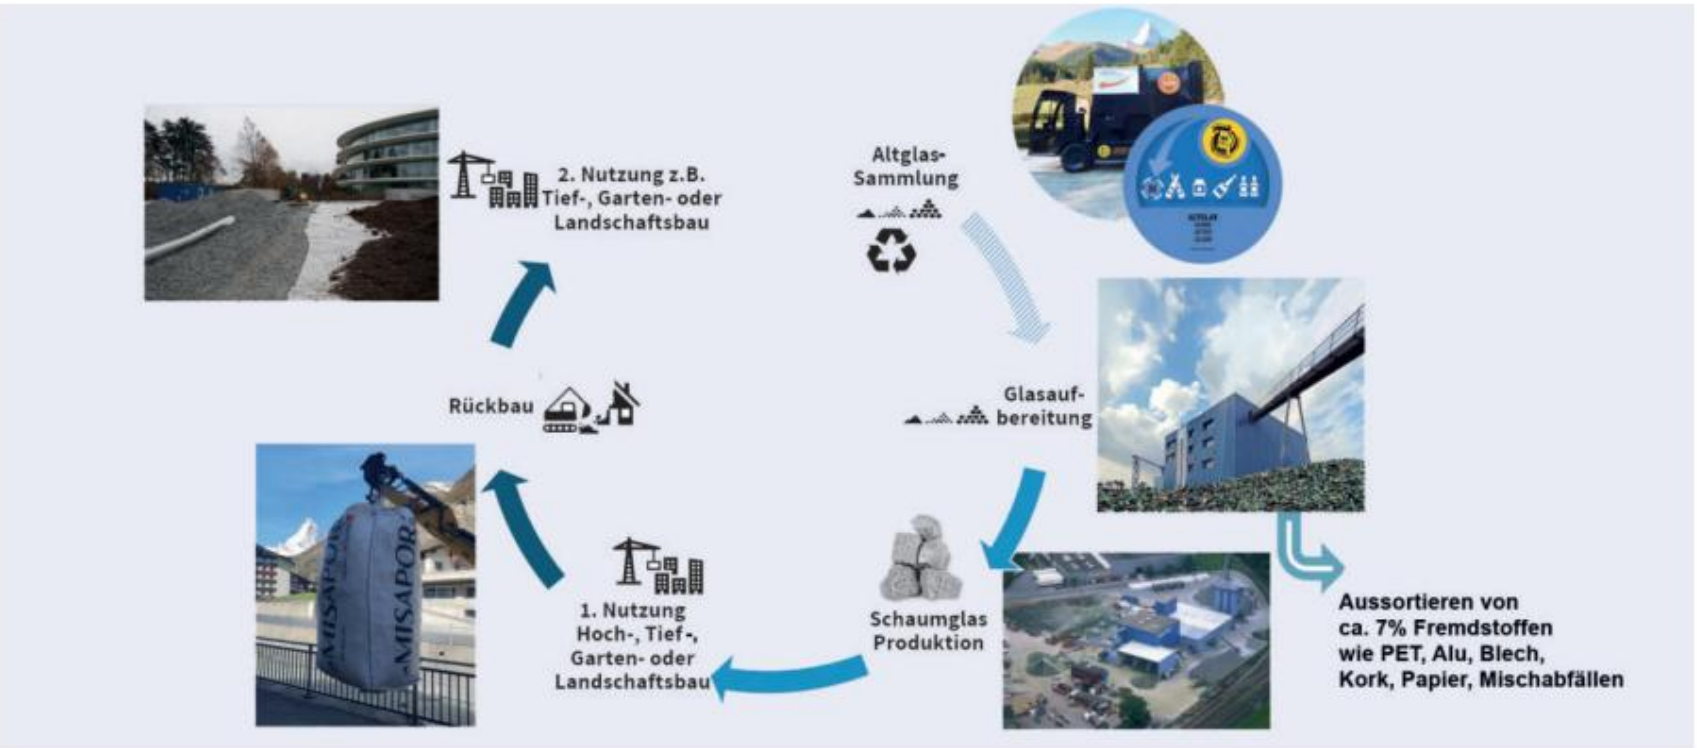 Altglas-
Sammlung
Glasauf-
bereitung
Aussortieren von
ca. 7% Fremdstoffen
wie PET, Alu, Blech,
Kork, Papier, Mischabfällen
Schaumglas
Produktion
1. Nutzung
Hoch-, Tief-,
Garten- oder
Landschaftsbau
MISAPOR
MISAPOR
Rückbau
2. Nutzung z.B.
Tief-, Garten- oder
Landschaftsbau